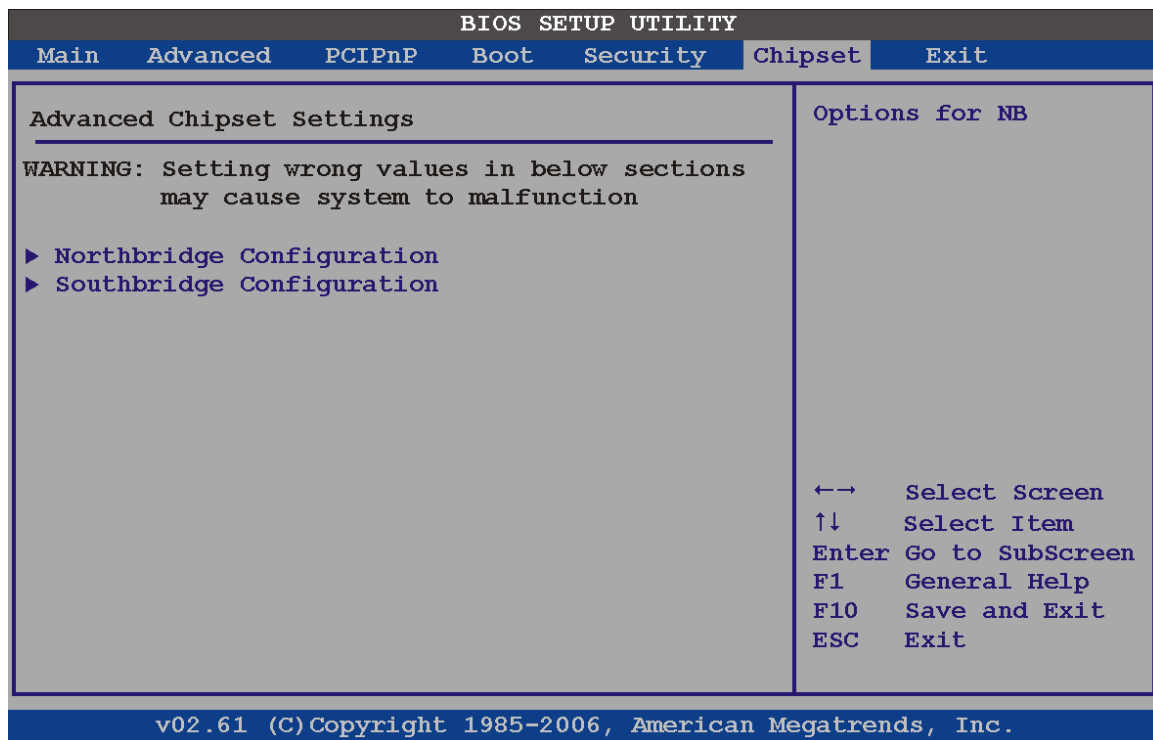 BIOS SETUP UTILITY
Main Advanced PCIPnP Boot Security Chipset Exit
Advanced Chipset Settings
WARNING: Setting wrong values in below sections
may cause system to malfunction
▶ Northbridge Configuration
▶ Southbridge Configuration
Options for NB
←→ Select Screen
↑↓ Select Item
Enter Go to SubScreen
F1 General Help
F10 Save and Exit
ESC Exit
v02.61 (C)Copyright 1985-2006, American Megatrends, Inc.